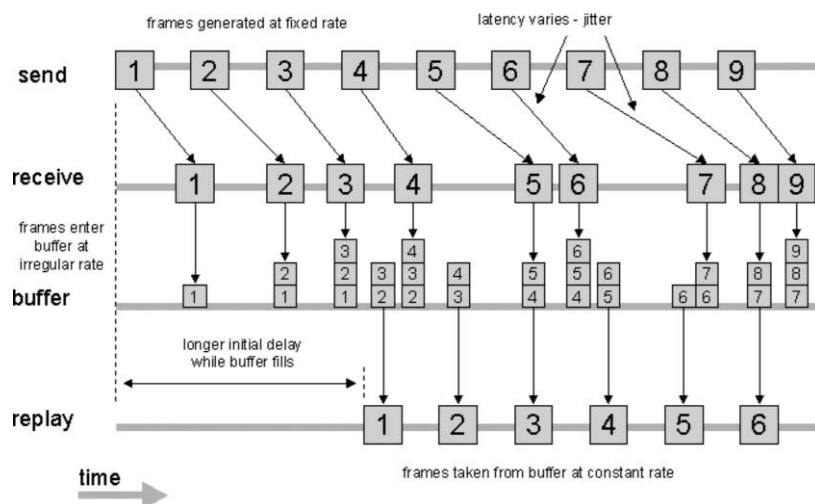 frames generated at fixed rate
latency varies - jitter
send
1 2 3 4 5 6 7 8 9
receive
1 2 3 4 5 6 7 8 9
frames enter
buffer at
irregular rate
3 4 6 9
2 2 3 3 4 5 5 6 7 8 8
buffer
1 1 1 2 2 3 4 4 5 6 6 7 7
longer initial delay
while buffer fills
replay
1 2 3 4 5 6
time
frames taken from buffer at constant rate